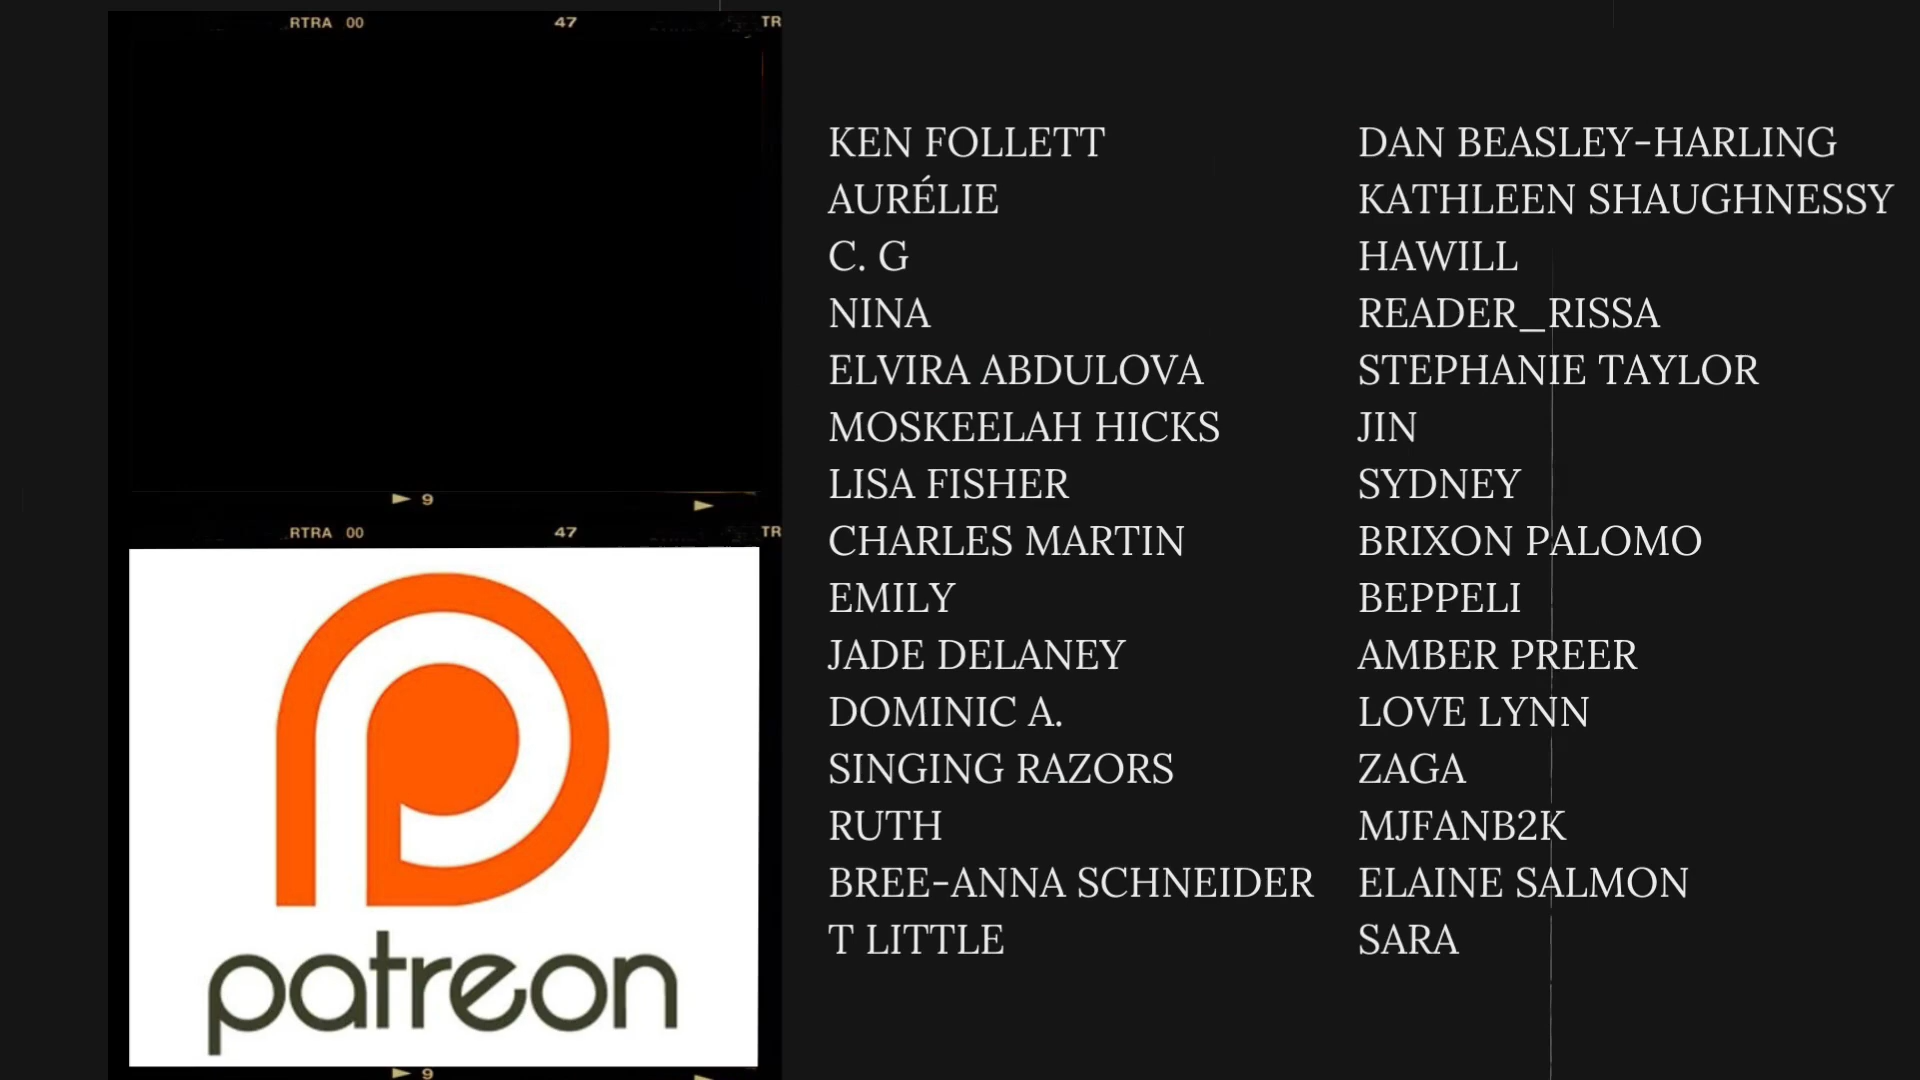 RTRA 00 47 TR
9
RTRA 00 47 TR
patreon
9
KEN FOLLETT
AURÉLIE
C. G
NINA
ELVIRA ABDULOVA
MOSKEELAH HICKS
LISA FISHER
CHARLES MARTIN
EMILY
JADE DELANEY
DOMINIC A.
SINGING RAZORS
RUTH
BREE-ANNA SCHNEIDER
T LITTLE
DAN BEASLEY-HARLING
KATHLEEN SHAUGHNESSY
HAWILL
READER_RISSA
STEPHANIE TAYLOR
JIN
SYDNEY
BRIXON PALOMO
BEPPELI
AMBER PREER
LOVE LYNN
ZAGA
MJFANB2K
ELAINE SALMON
SARA